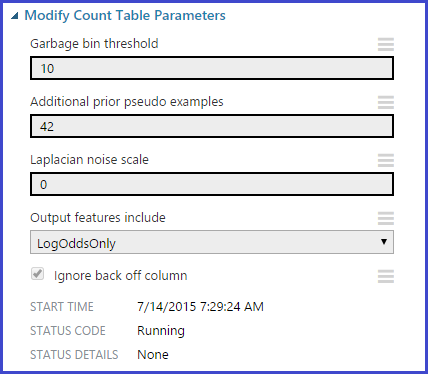 Modify Count Table Parameters
Garbage bin threshold
10
Additional prior pseudo examples
42
Laplacian noise scale
0
Output features include
LogOddsOnly
Ignore back off column
START TIME 7/14/2015 7:29:24 AM
STATUS CODE Running
STATUS DETAILS None